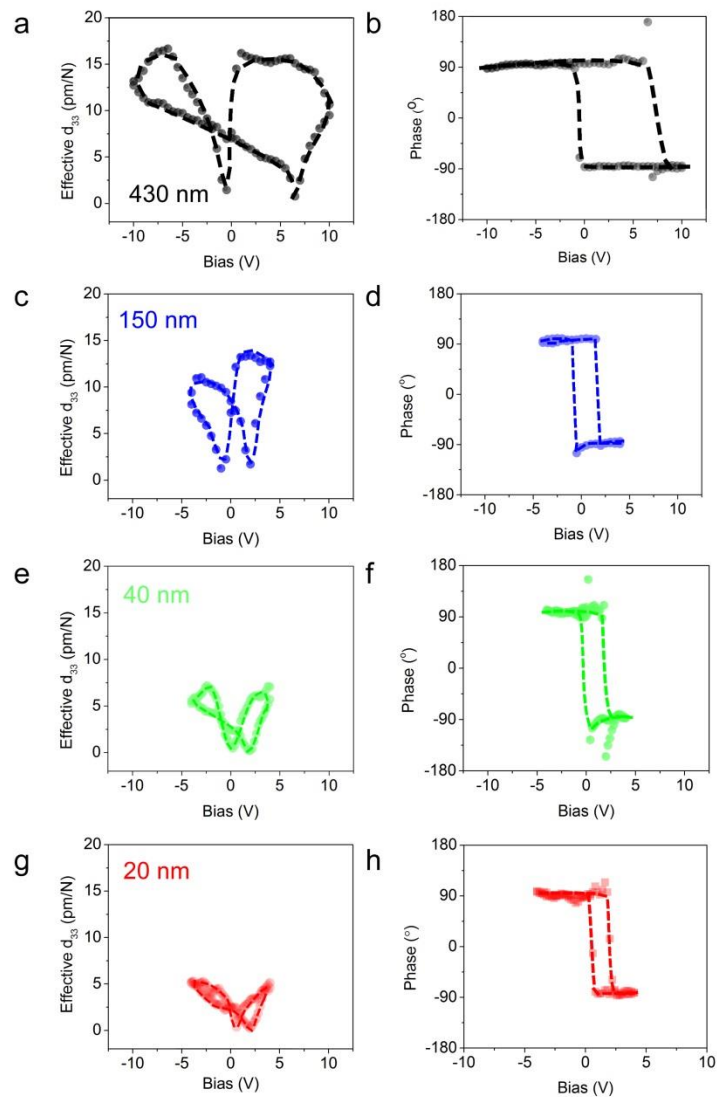 a
b
20
15
10
5
0
Effective d33 (pm/N)
430 nm
-10 -5 0 5 10
Bias (V)
180
90
0
-90
-180
Phase (o)
-10 -5 0 5 10
Bias (V)
c
d
20
15
10
5
0
Effective d33 (pm/N)
150 nm
-10 -5 0 5 10
Bias (V)
180
90
0
-90
-180
Phase (o)
-10 -5 0 5 10
Bias (V)
e
f
20
15
10
5
0
Effective d33 (pm/N)
40 nm
-10 -5 0 5 10
Bias (V)
180
90
0
-90
-180
Phase (o)
-10 -5 0 5 10
Bias (V)
g
h
20
15
10
5
0
Effective d33 (pm/N)
20 nm
-10 -5 0 5 10
Bias (V)
180
90
0
-90
-180
Phase (°)
-10 -5 0 5 10
Bias (V)